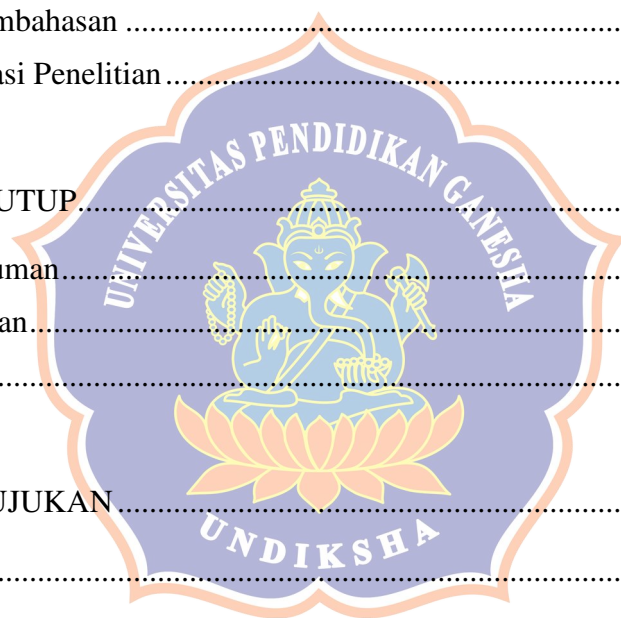 mbahasan ..........................................................................
asi Penelitian ....................................................................
UNIVERSITAS PENDIDIKAN GANESHA
UTUP...............................................................................
uman...............................................................................
an....................................................................................
........................................................................................
UJUKAN..........................................................................
UNDIKSHA
........................................................................................